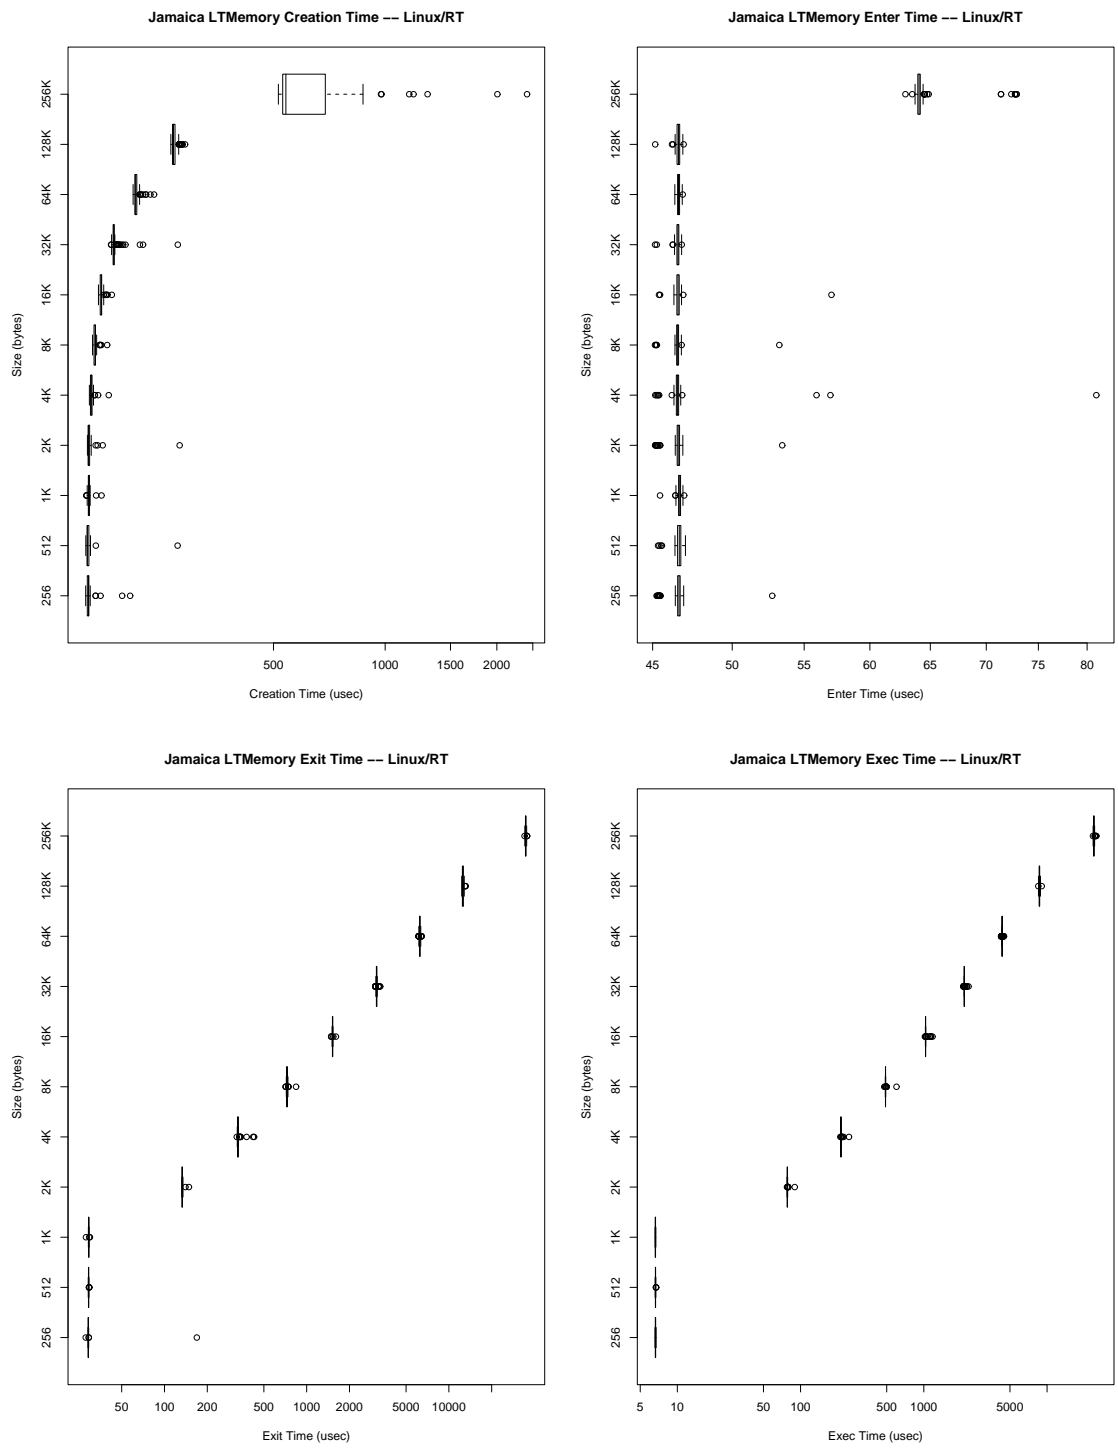 Jamaica LTMemory Creation Time −− Linux/RT
Size (bytes)
256K
128K
64K
32K
16K
8K
4K
2K
1K
512
256
500 1000 1500 2000
Creation Time (usec)
Jamaica LTMemory Enter Time −− Linux/RT
Size (bytes)
256K
128K
64K
32K
16K
8K
4K
2K
1K
512
256
45 50 55 60 65 70 75 80
Enter Time (usec)
Jamaica LTMemory Exit Time −− Linux/RT
Size (bytes)
256K
128K
64K
32K
16K
8K
4K
2K
1K
512
256
50 100 200 500 1000 2000 5000 10000
Exit Time (usec)
Jamaica LTMemory Exec Time −− Linux/RT
Size (bytes)
256K
128K
64K
32K
16K
8K
4K
2K
1K
512
256
5 10 50 100 500 1000 5000
Exec Time (usec)